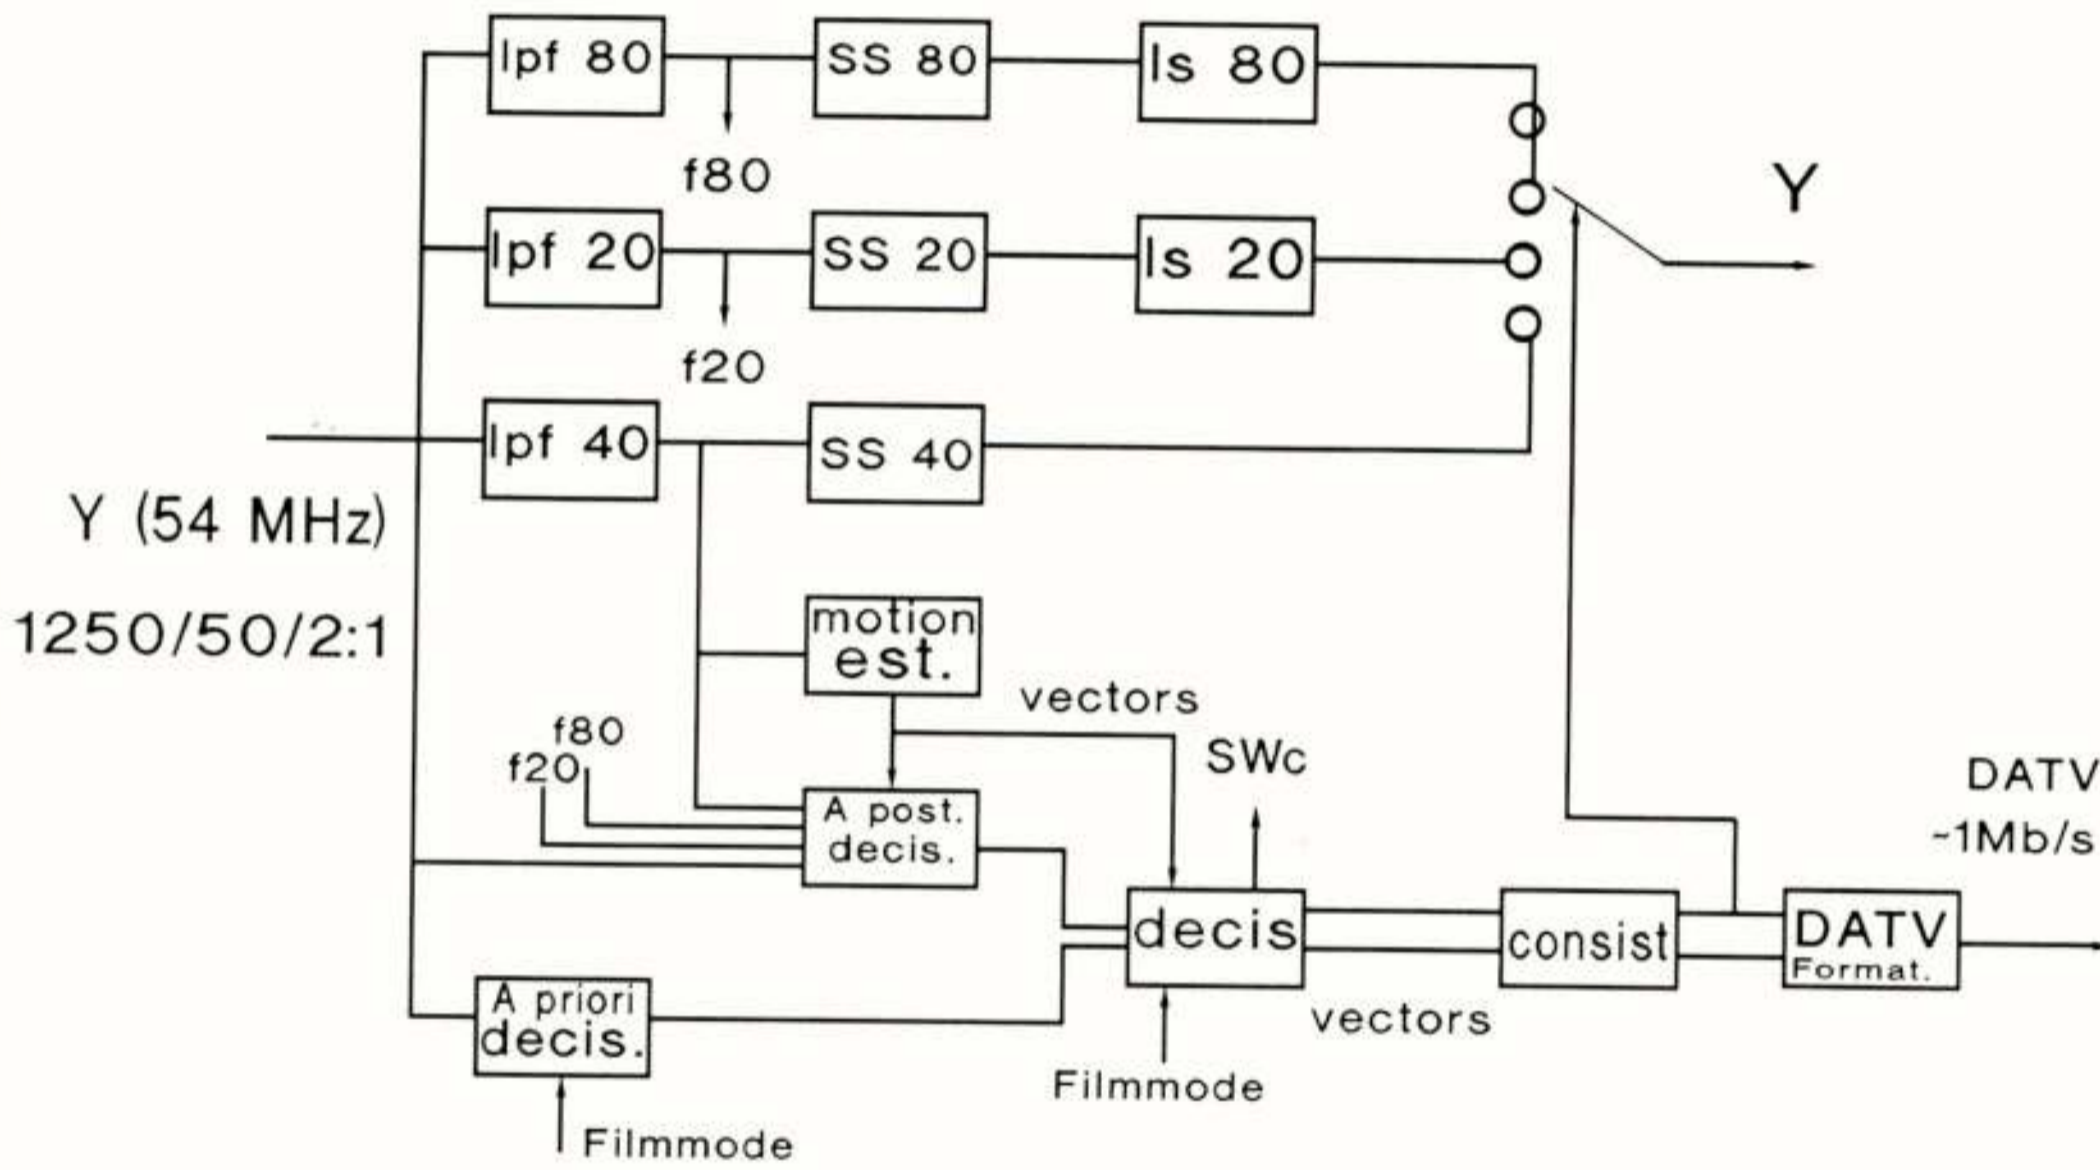 lpf 80
SS 80
ls 80
f80
Y
lpf 20
SS 20
ls 20
f20
lpf 40
SS 40
Y (54 MHz)
1250/50/2:1
motion
est.
vectors
f80
f20
SWc
A post.
decis.
DATV
~1Mb/s
decis
consist
DATV
Format.
A priori
decis.
vectors
Filmmode
Filmmode